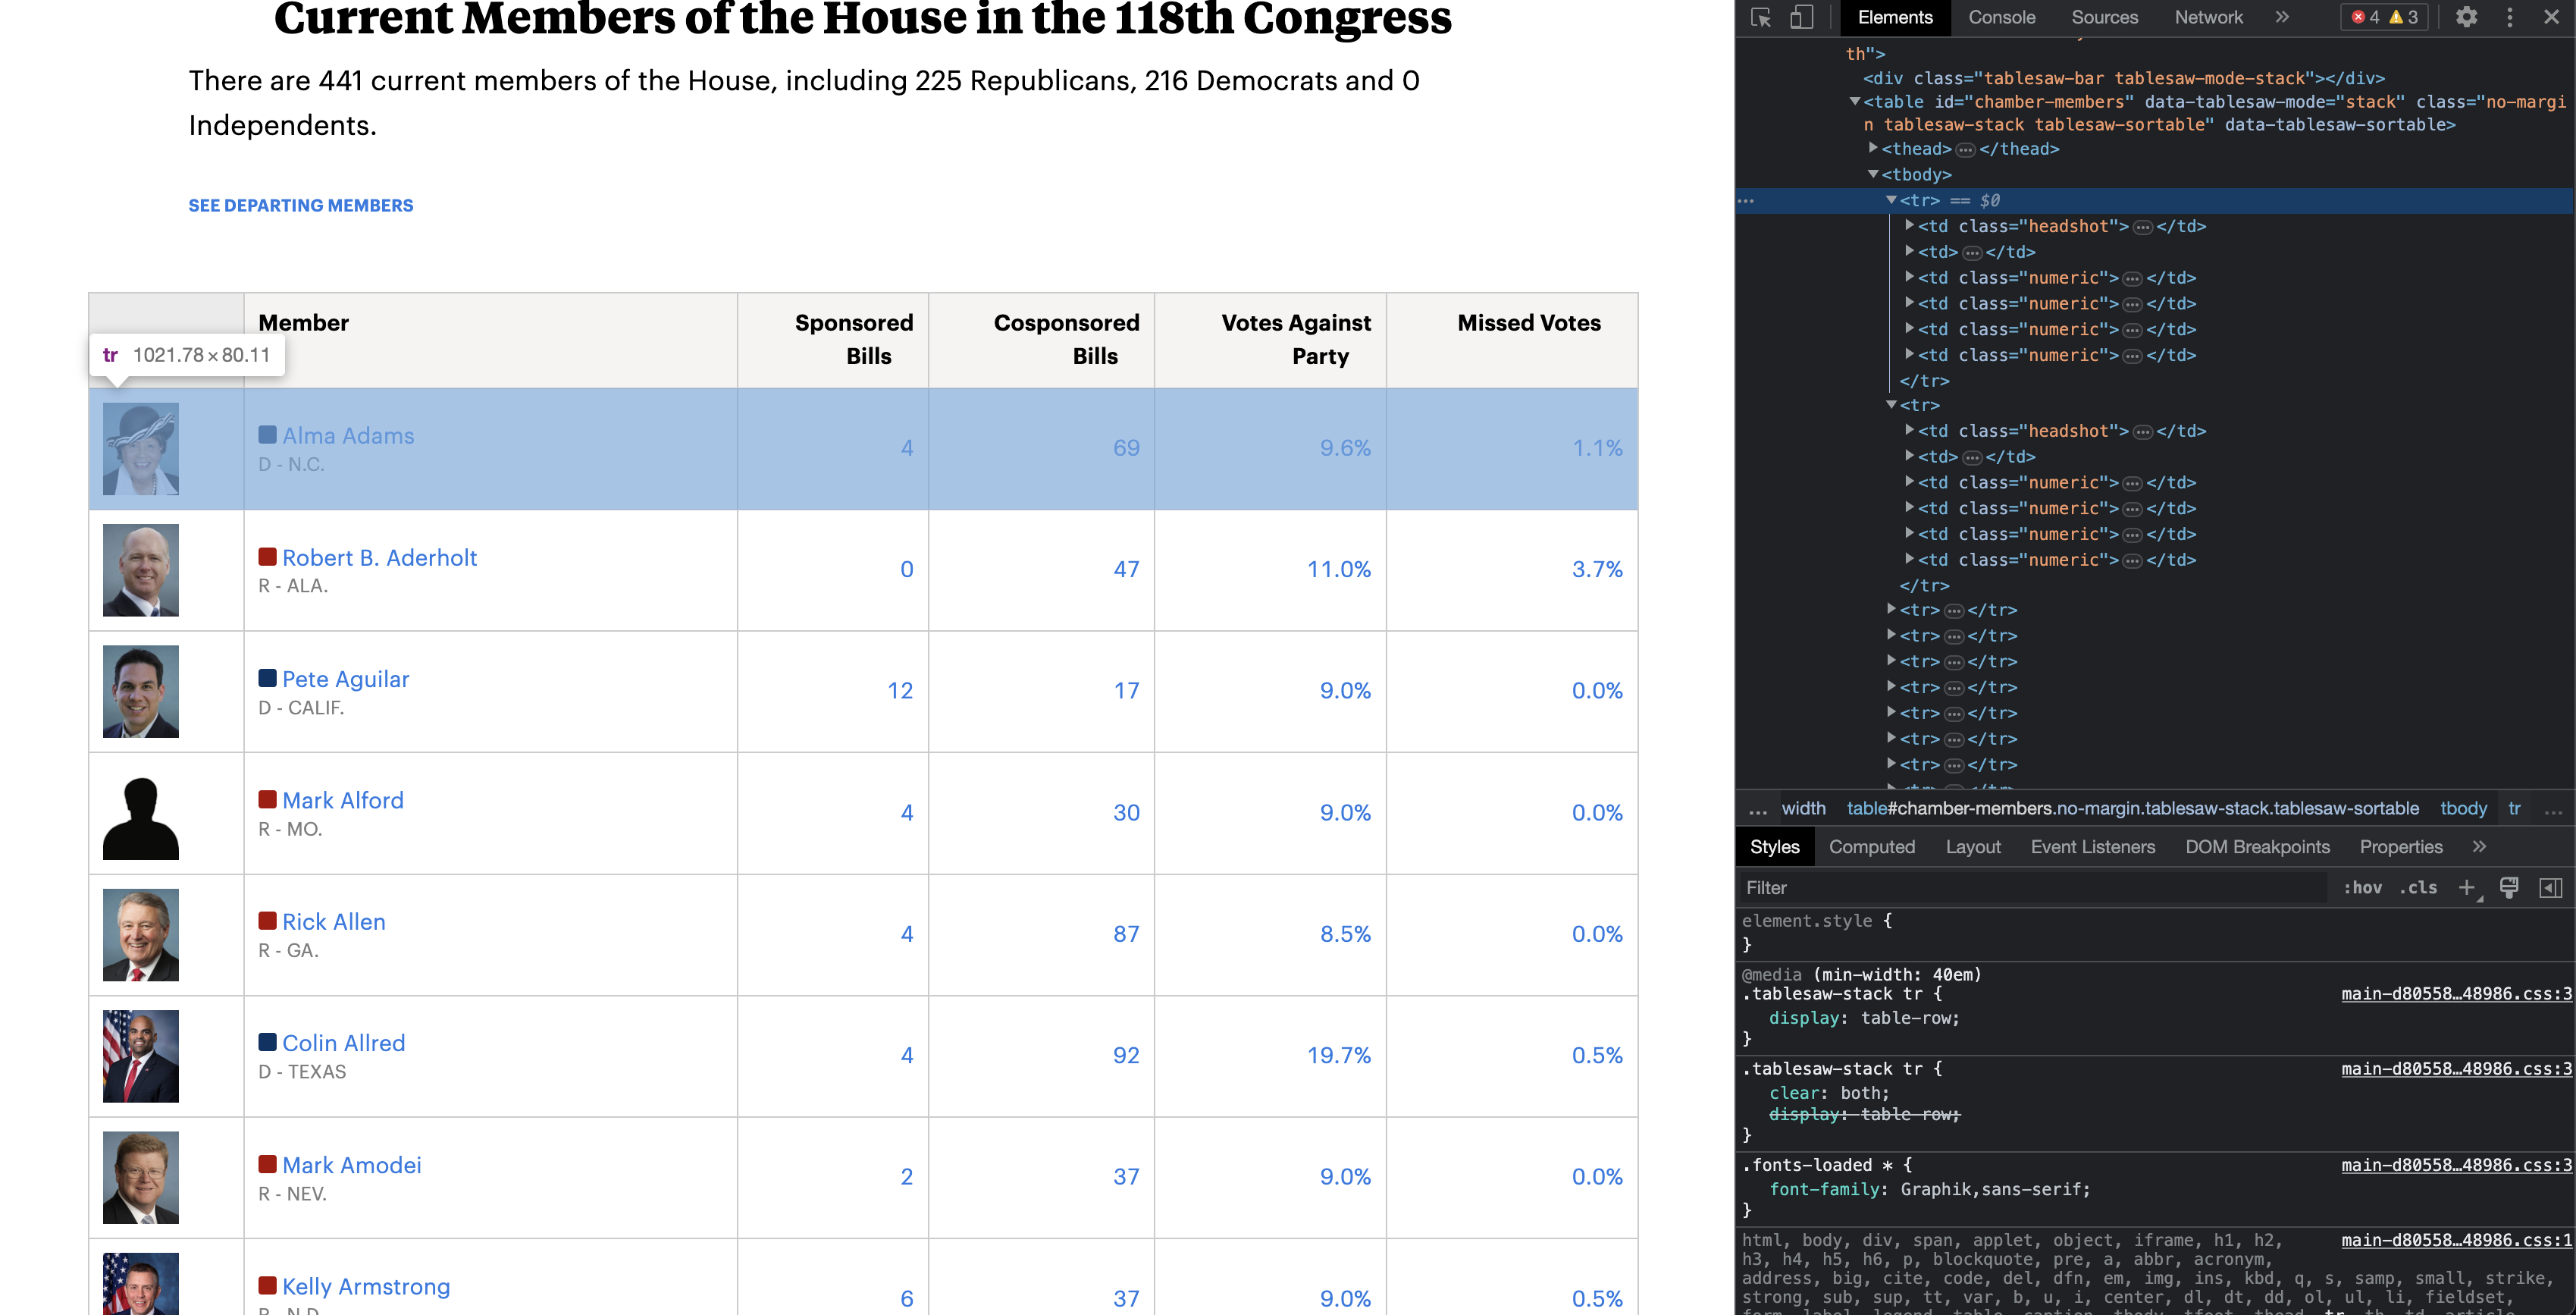 Current Members of the House in the 118th Congress
There are 441 current members of the House, including 225 Republicans, 216 Democrats and 0
Independents.
SEE DEPARTING MEMBERS
Member
Sponsored Bills
Cosponsored Bills
Votes Against Party
Missed Votes
tr 1021.78×80.11
Alma Adams
D - N.C.
4 69 9.6% 1.1%
Robert B. Aderholt
R - ALA.
0 47 11.0% 3.7%
Pete Aguilar
D - CALIF.
12 17 9.0% 0.0%
Mark Alford
R - MO.
4 30 9.0% 0.0%
Rick Allen
R - GA.
4 87 8.5% 0.0%
Colin Allred
D - TEXAS
4 92 19.7% 0.5%
Mark Amodei
R - NEV.
2 37 9.0% 0.0%
Kelly Armstrong
6 37 9.0% 0.5%
Elements Console Sources Network » 4 3
th">
<div class="tablesaw-bar tablesaw-mode-stack"></div>
<table id="chamber-members" data-tablesaw-mode="stack" class="no-margi
n tablesaw-stack tablesaw-sortable" data-tablesaw-sortable>
<thead>…</thead>
<tbody>
… <tr> == $0
<td class="headshot">…</td>
<td>…</td>
<td class="numeric">…</td>
<td class="numeric">…</td>
<td class="numeric">…</td>
<td class="numeric">…</td>
</tr>
<tr>
<td class="headshot">…</td>
<td>…</td>
<td class="numeric">…</td>
<td class="numeric">…</td>
<td class="numeric">…</td>
<td class="numeric">…</td>
</tr>
<tr>…</tr>
<tr>…</tr>
<tr>…</tr>
<tr>…</tr>
<tr>…</tr>
<tr>…</tr>
<tr>…</tr>
… width table#chamber-members.no-margin.tablesaw-stack.tablesaw-sortable tbody tr …
Styles Computed Layout Event Listeners DOM Breakpoints Properties »
Filter :hov .cls +
element.style {
}
@media (min-width: 40em)
.tablesaw-stack tr { main-d80558…48986.css:3
display: table-row;
}
.tablesaw-stack tr { main-d80558…48986.css:3
clear: both;
display: table-row;
}
.fonts-loaded * { main-d80558…48986.css:3
font-family: Graphik,sans-serif;
}
html, body, div, span, applet, object, iframe, h1, h2, main-d80558…48986.css:1
h3, h4, h5, h6, p, blockquote, pre, a, abbr, acronym,
address, big, cite, code, del, dfn, em, img, ins, kbd, q, s, samp, small, strike,
strong, sub, sup, tt, var, b, u, i, center, dl, dt, dd, ol, ul, li, fieldset,